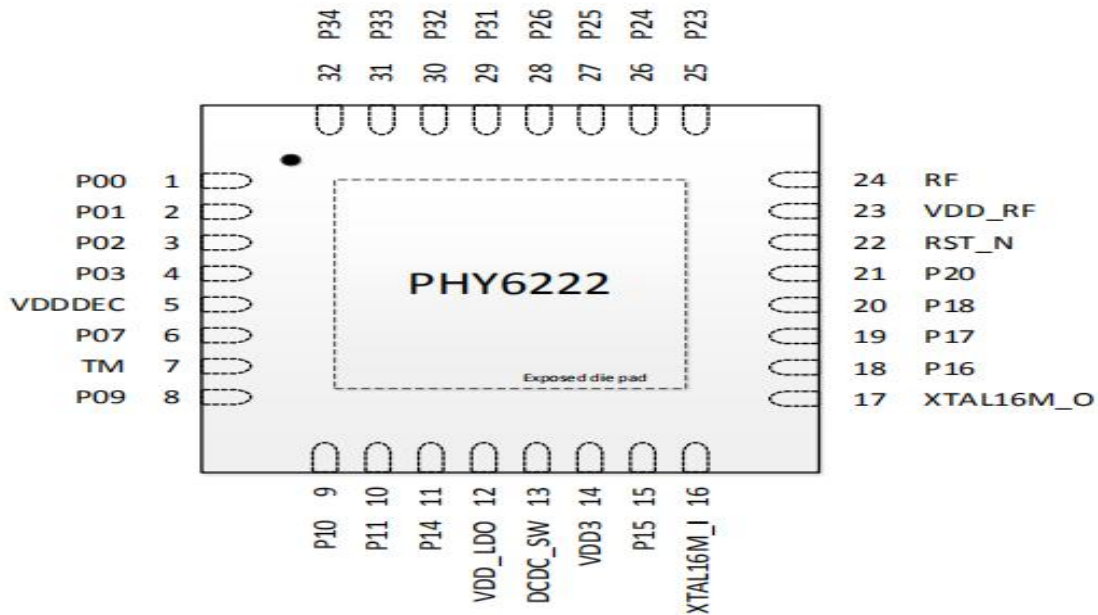 P34 P33 P32 P31 P26 P25 P24 P23
32 31 30 29 28 27 26 25
P00 1
P01 2
P02 3
P03 4
VDDDEC 5
P07 6
TM 7
P09 8
PHY6222
Exposed die pad
24 RF
23 VDD_RF
22 RST_N
21 P20
20 P18
19 P17
18 P16
17 XTAL16M_O
9 10 11 12 13 14 15 16
P10 P11 P14 VDD_LDO DCDC_SW VDD3 P15 XTAL16M_I